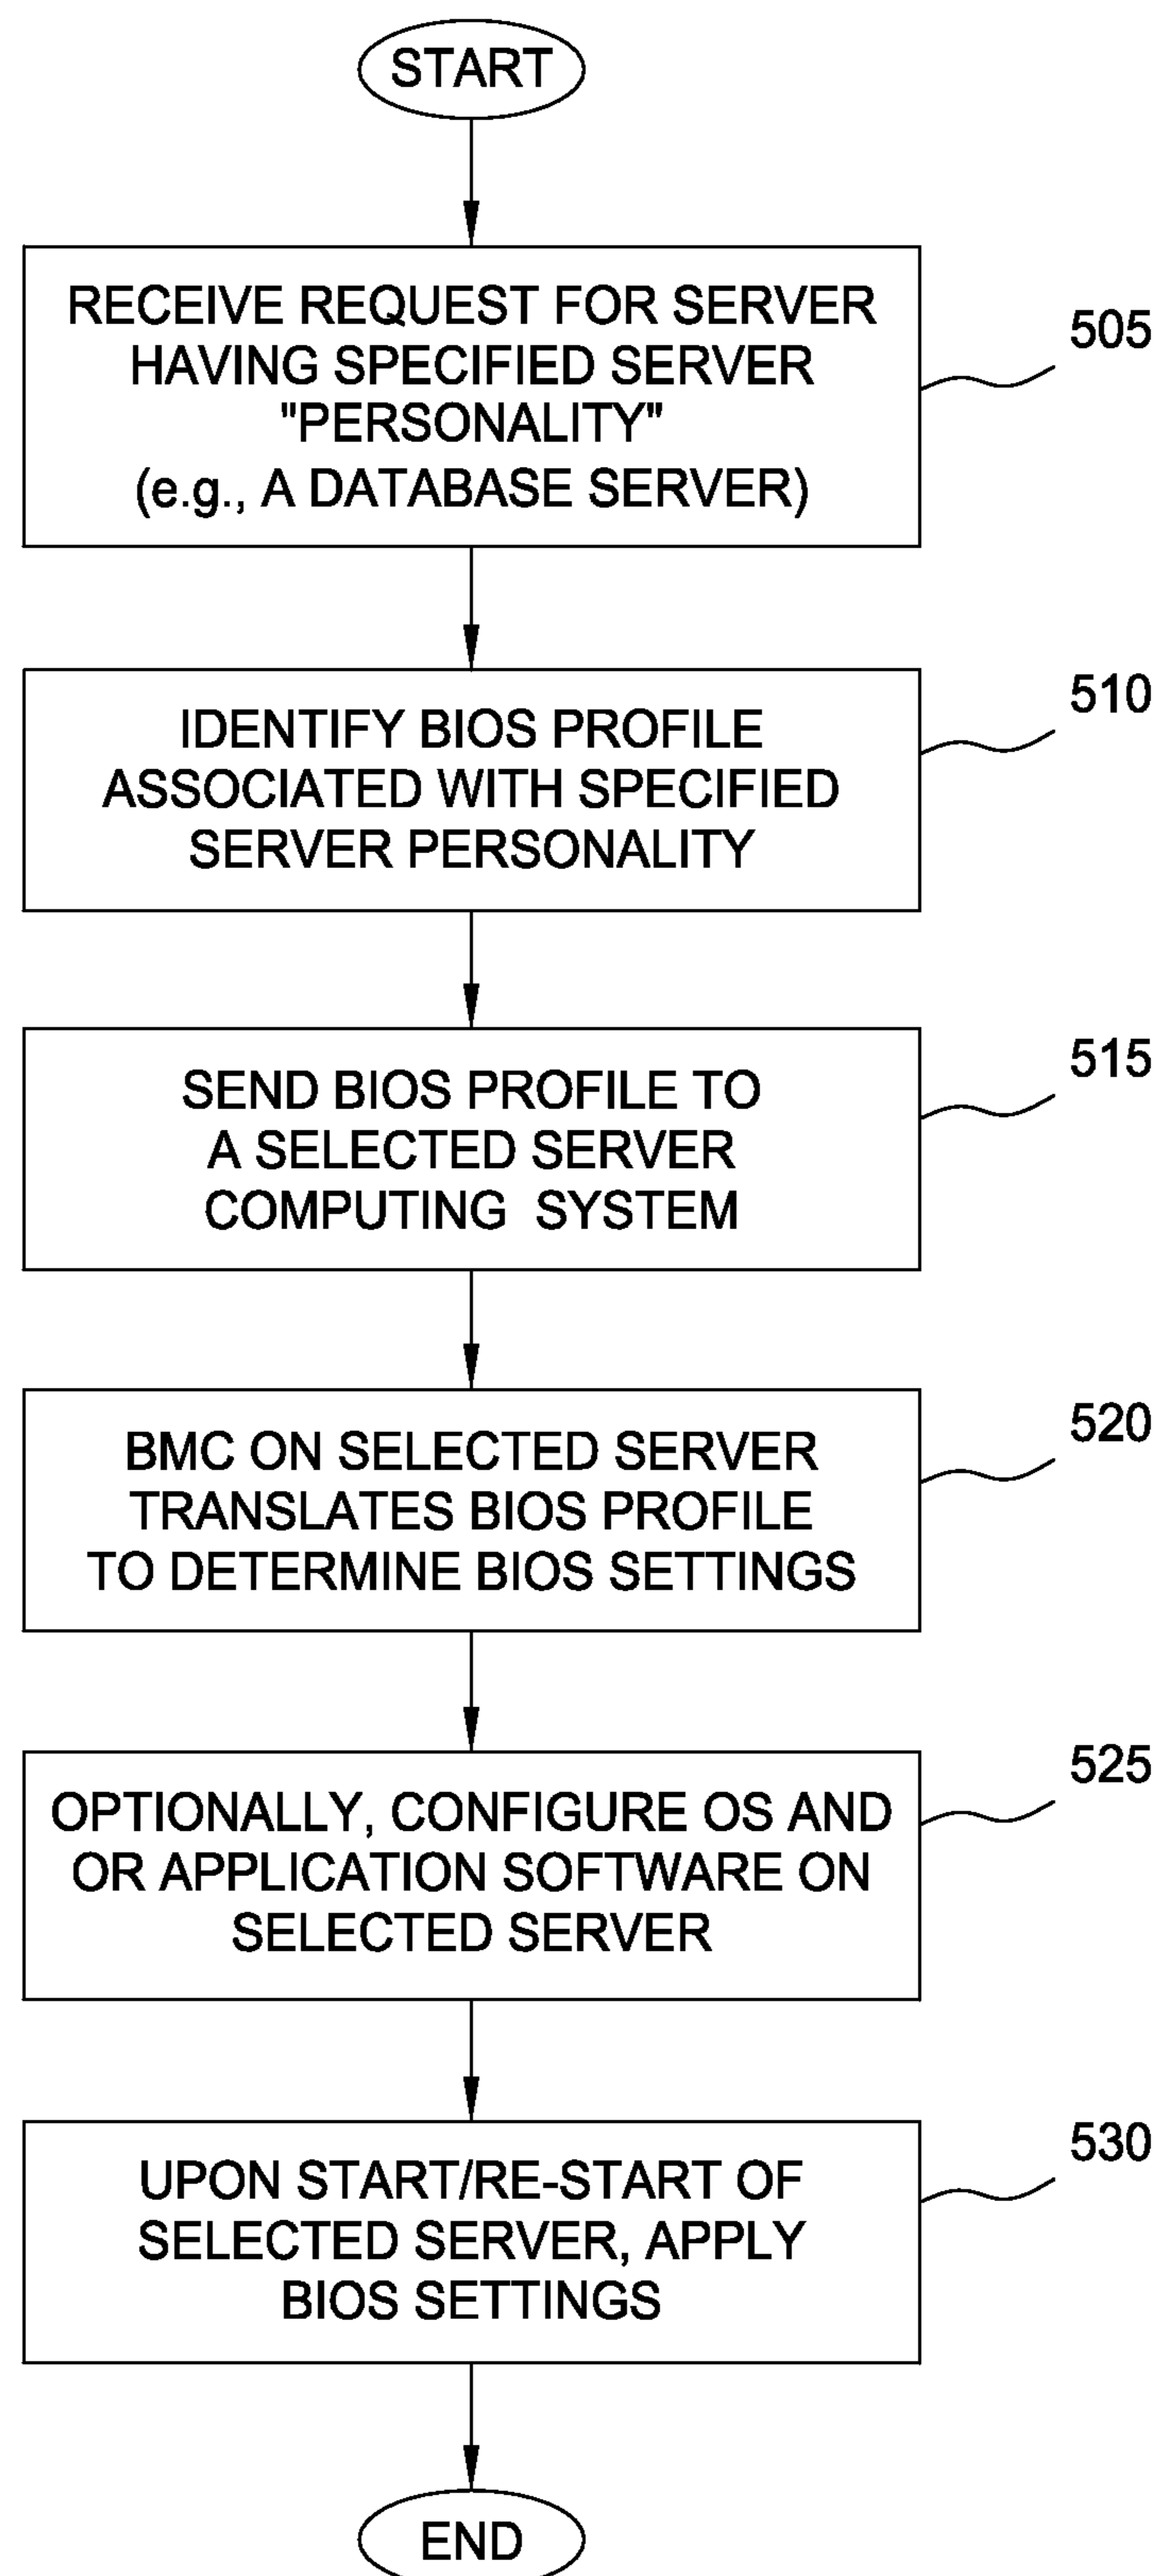 START
RECEIVE REQUEST FOR SERVER
HAVING SPECIFIED SERVER
"PERSONALITY"
(e.g., A DATABASE SERVER)
505
IDENTIFY BIOS PROFILE
ASSOCIATED WITH SPECIFIED
SERVER PERSONALITY
510
SEND BIOS PROFILE TO
A SELECTED SERVER
COMPUTING SYSTEM
515
BMC ON SELECTED SERVER
TRANSLATES BIOS PROFILE
TO DETERMINE BIOS SETTINGS
520
OPTIONALLY, CONFIGURE OS AND
OR APPLICATION SOFTWARE ON
SELECTED SERVER
525
UPON START/RE-START OF
SELECTED SERVER, APPLY
BIOS SETTINGS
530
END